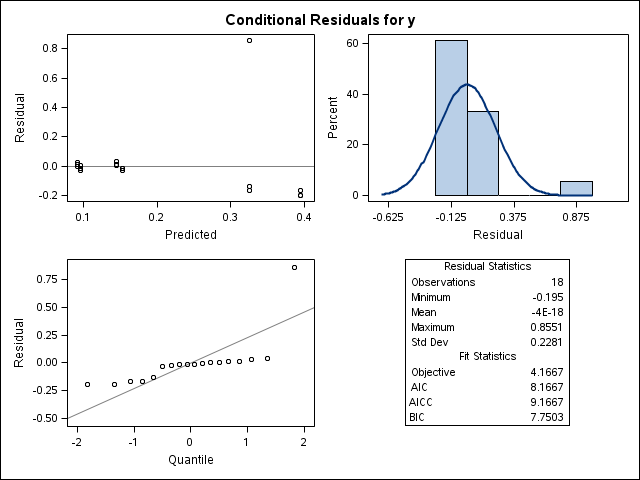 Conditional Residuals for y
0.8
0.6
0.4
0.2
0.0
-0.2
Residual
0.1
0.2
0.3
0.4
Predicted
60
40
20
0
Percent
-0.625
-0.125
0.375
0.875
Residual
0.75
0.50
0.25
0.00
-0.25
-0.50
Residual
-2
-1
0
1
2
Quantile
Residual Statistics
Observations 18
Minimum -0.195
Mean -4E-18
Maximum 0.8551
Std Dev 0.2281
Fit Statistics
Objective 4.1667
AIC 8.1667
AICC 9.1667
BIC 7.7503